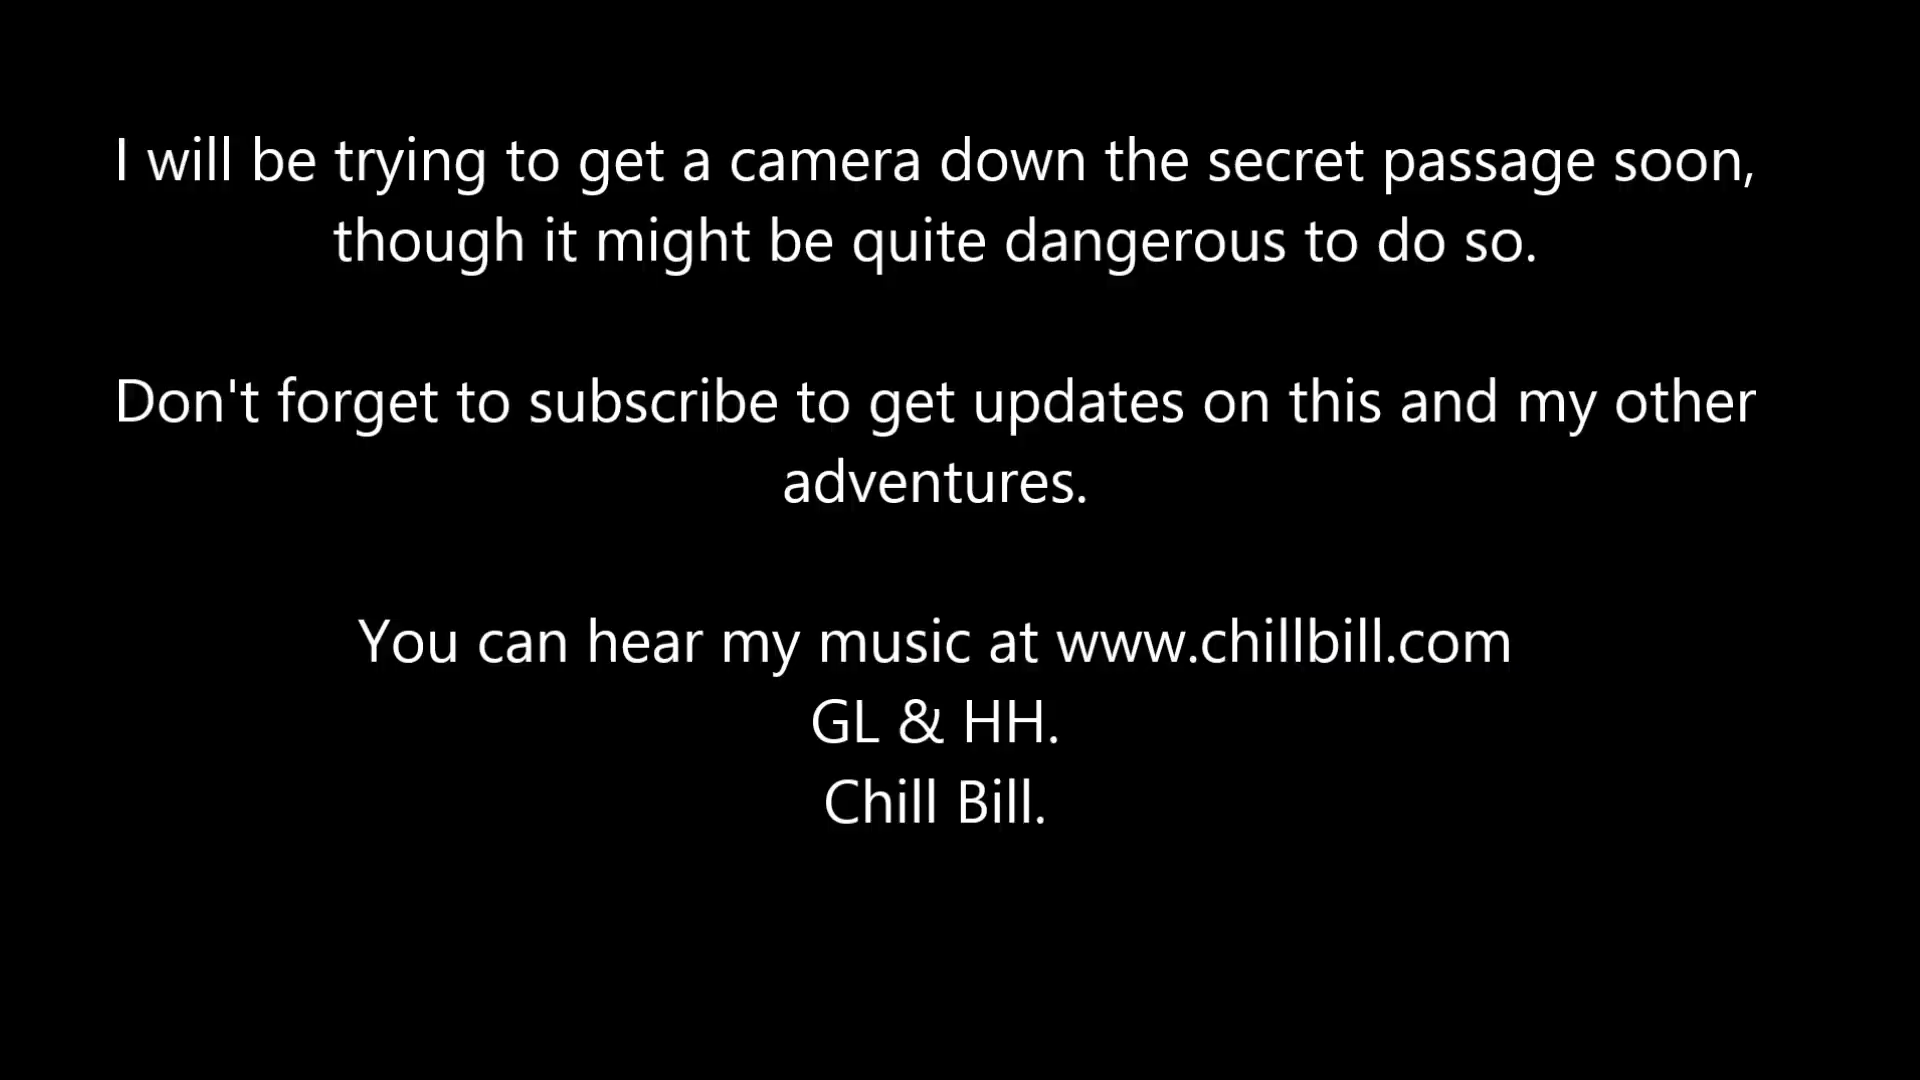 I will be trying to get a camera down the secret passage soon,
though it might be quite dangerous to do so.
Don't forget to subscribe to get updates on this and my other
adventures.
You can hear my music at www.chillbill.com
GL & HH.
Chill Bill.